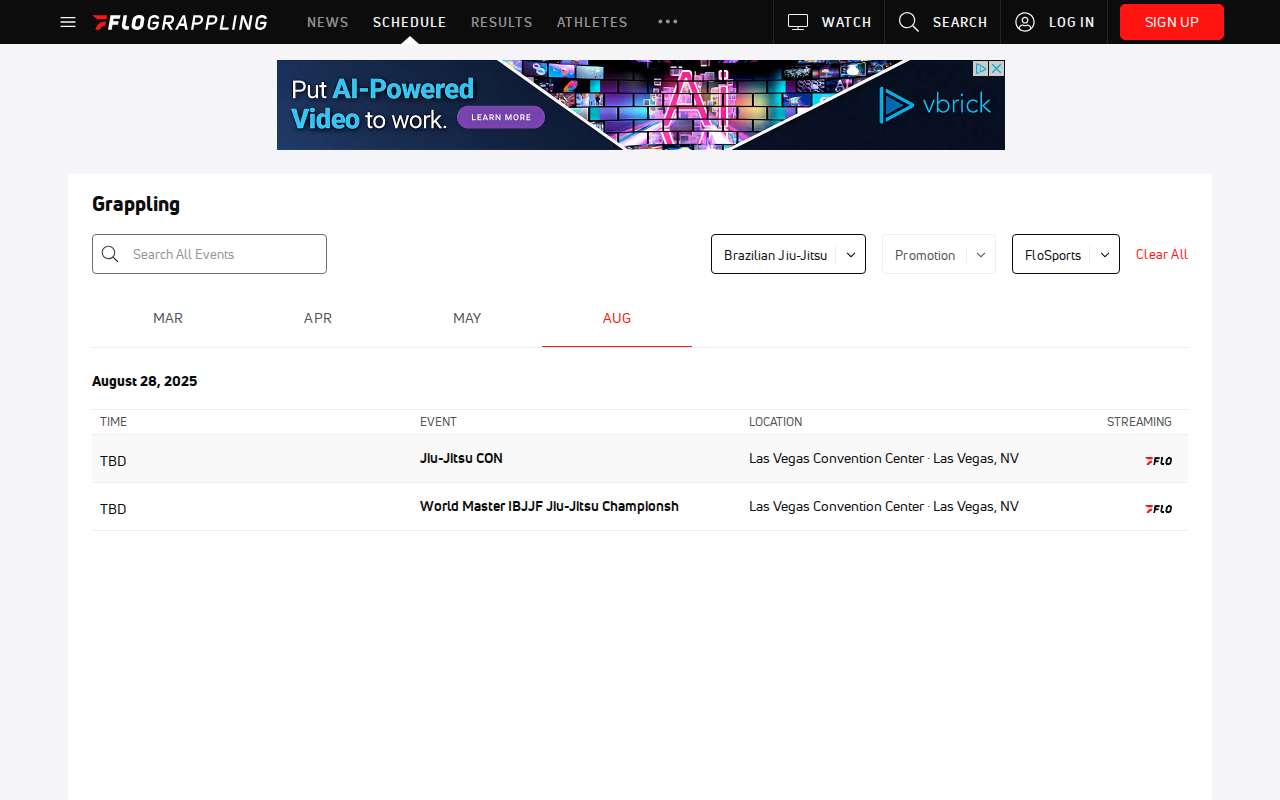 FLOGRAPPLING
NEWS
SCHEDULE
RESULTS
ATHLETES
WATCH
SEARCH
LOG IN
SIGN UP
Put AI-Powered
Video to work.
LEARN MORE
Ai
vbrick
Grappling
Search All Events
Brazilian Jiu-Jitsu
Promotion
FloSports
Clear All
MAR
APR
MAY
AUG
August 28, 2025
TIME EVENT LOCATION STREAMING
TBD Jiu-Jitsu CON Las Vegas Convention Center · Las Vegas, NV FLO
TBD World Master IBJJF Jiu-Jitsu Championsh Las Vegas Convention Center · Las Vegas, NV FLO